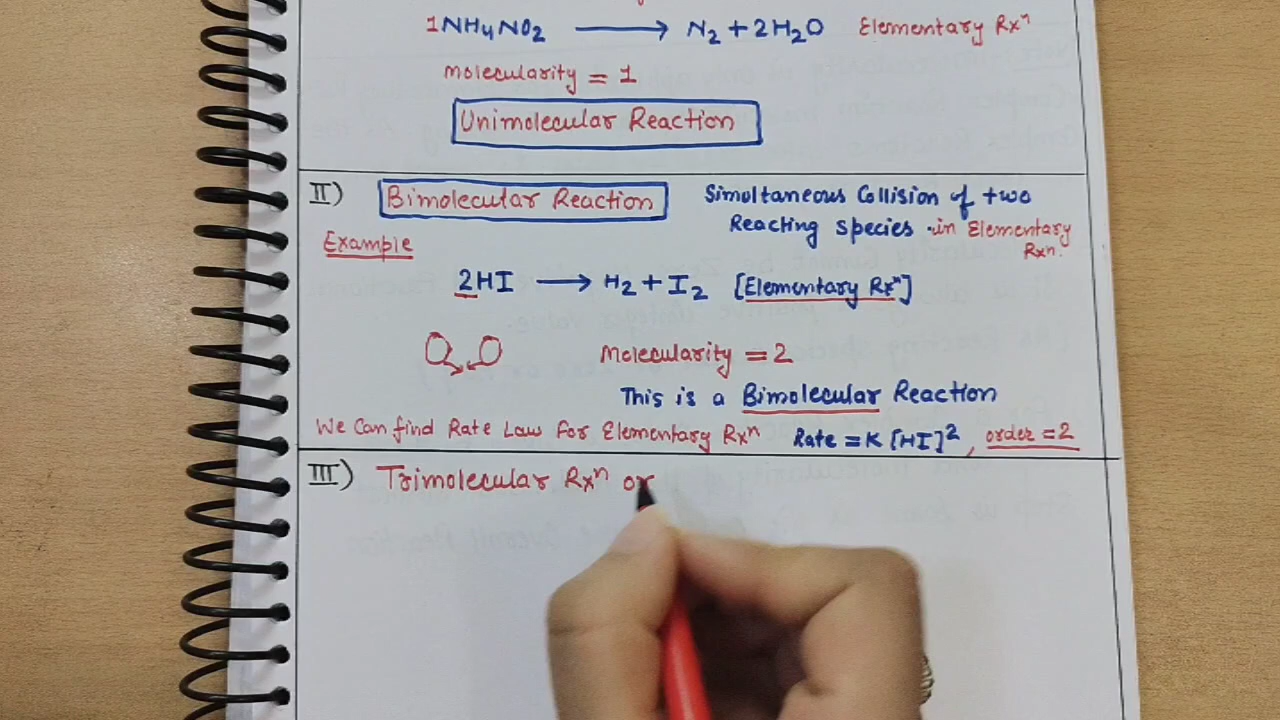 1NH4NO2 ⟶ N2 + 2H2O Elementary Rxⁿ
molecularity = 1
Unimolecular Reaction
II) Bimolecular Reaction Simultaneous Collision of two
Reacting species in Elementary
Rxn.
Example
2HI ⟶ H2 + I2 [Elementary Rxⁿ]
Molecularity = 2
This is a Bimolecular Reaction
We Can find Rate Law For Elementary Rxⁿ Rate = K [HI]², order = 2
III) Trimolecular Rxⁿ or